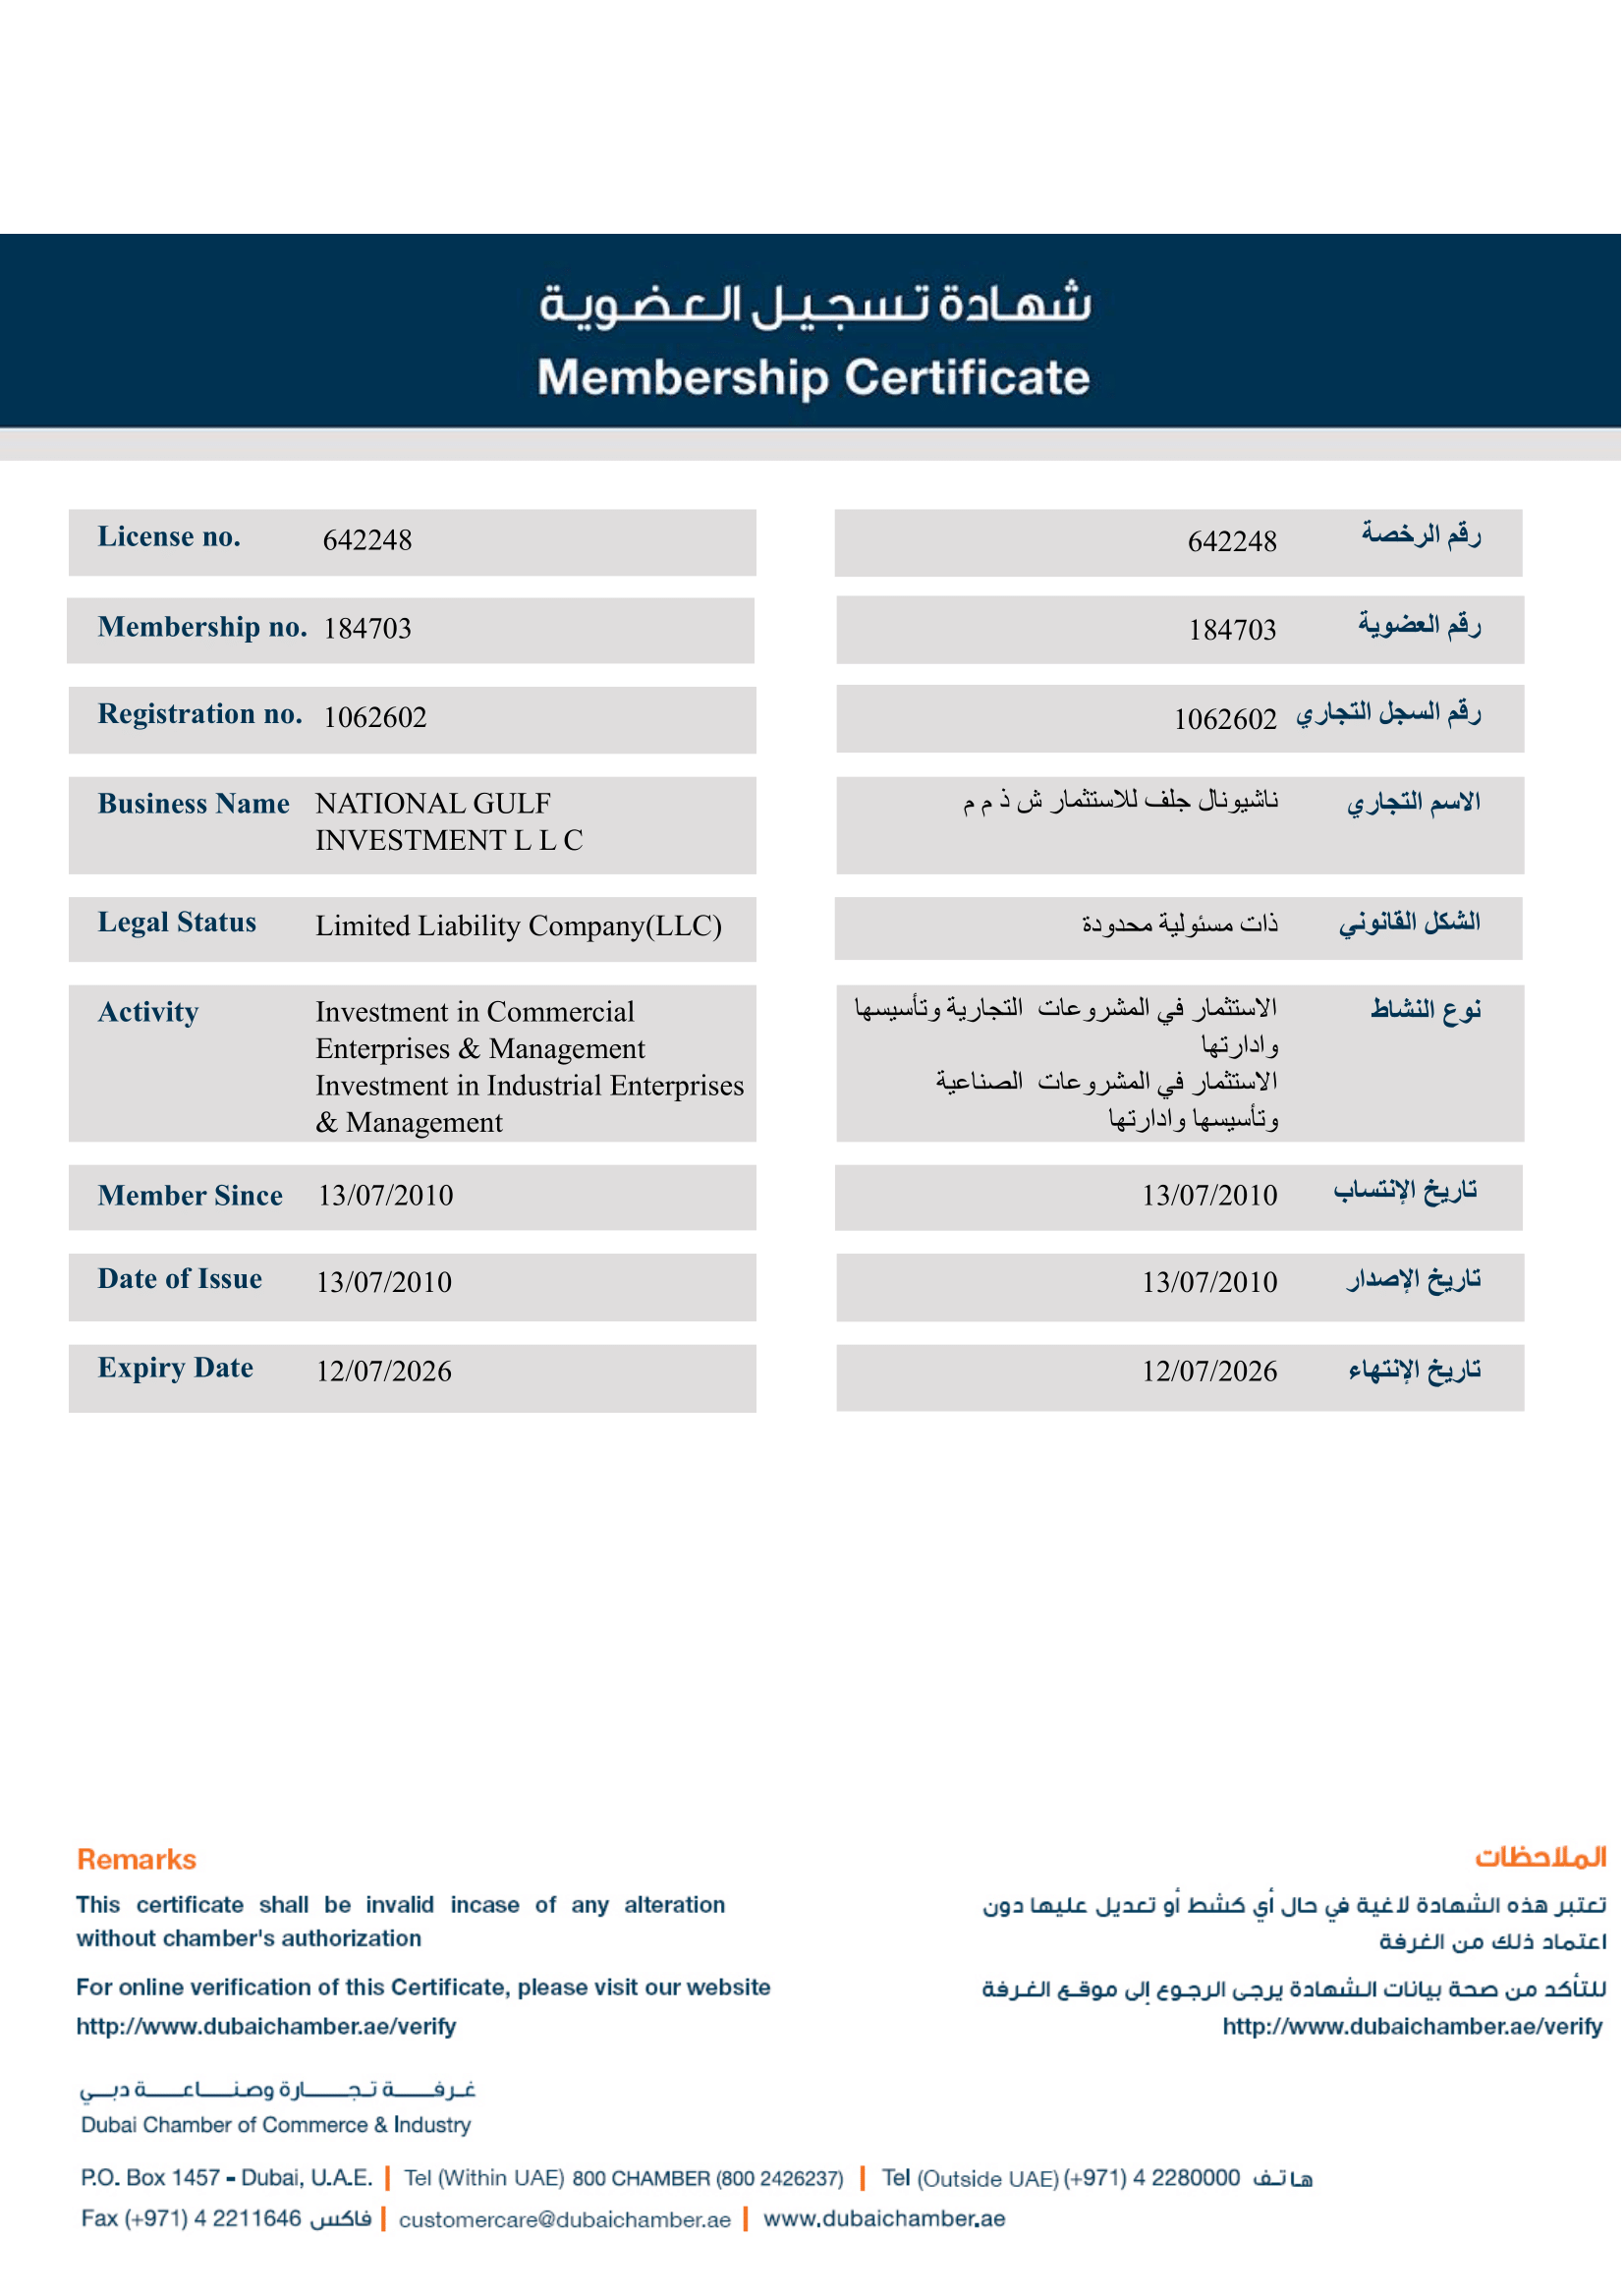 شهادة تسجيل العضوية
Membership Certificate
License no. 642248
642248 رقم الرخصة
Membership no. 184703
184703 رقم العضوية
Registration no. 1062602
1062602 رقم السجل التجاري
Business Name NATIONAL GULF
INVESTMENT L L C
الاسم التجاري ناشيونال جلف للاستثمار ش ذ م م
Legal Status Limited Liability Company(LLC)
الشكل القانوني ذات مسئولية محدودة
Activity Investment in Commercial
Enterprises & Management
Investment in Industrial Enterprises
& Management
نوع النشاط الاستثمار في المشروعات التجارية وتأسيسها
وادارتها
الاستثمار في المشروعات الصناعية
وتأسيسها وادارتها
Member Since 13/07/2010
13/07/2010 تاريخ الإنتساب
Date of Issue 13/07/2010
13/07/2010 تاريخ الإصدار
Expiry Date 12/07/2026
12/07/2026 تاريخ الإنتهاء
Remarks
This certificate shall be invalid incase of any alteration
without chamber's authorization
For online verification of this Certificate, please visit our website
http://www.dubaichamber.ae/verify
الملاحظات
تعتبر هذه الشهادة لاغية في حال أي كشط أو تعديل عليها دون
اعتماد ذلك من الغرفة
للتأكد من صحة بيانات الشهادة يرجى الرجوع إلى موقع الغرفة
http://www.dubaichamber.ae/verify
غرفة تجارة وصناعة دبي
Dubai Chamber of Commerce & Industry
P.O. Box 1457 - Dubai, U.A.E. | Tel (Within UAE) 800 CHAMBER (800 2426237) | Tel (Outside UAE) (+971) 4 2280000 هاتف
Fax (+971) 4 2211646 فاكس | customercare@dubaichamber.ae | www.dubaichamber.ae